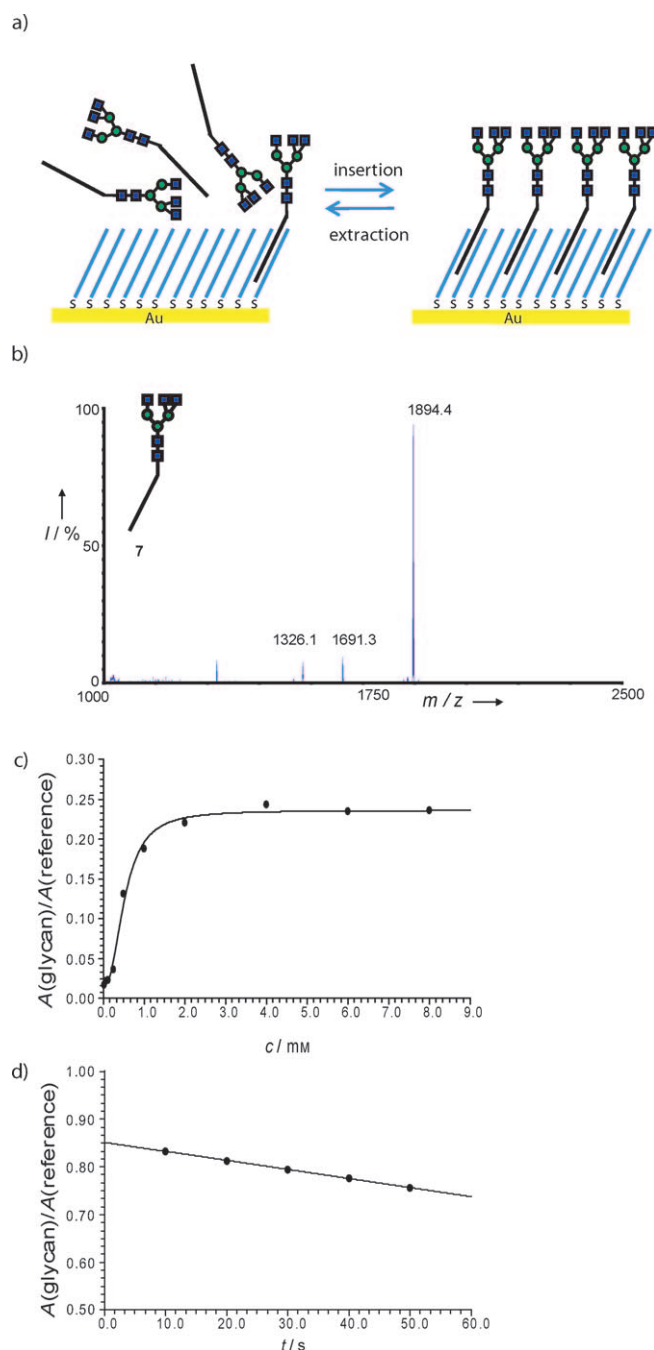 a)
insertion
extraction
S S S S S S S S S S S S
Au
S S S S S S S S S S S S
Au
b)
100
1894.4
I / %
7
50
1326.1 1691.3
0
1000 1750 2500
m / z
c)
A(glycan)/A(reference)
0.30
0.25
0.20
0.15
0.10
0.05
0.00
0.0 1.0 2.0 3.0 4.0 5.0 6.0 7.0 8.0 9.0
c / mM
d)
A(glycan)/A(reference)
1.00
0.90
0.80
0.70
0.60
0.50
0.0 10.0 20.0 30.0 40.0 50.0 60.0
t / s